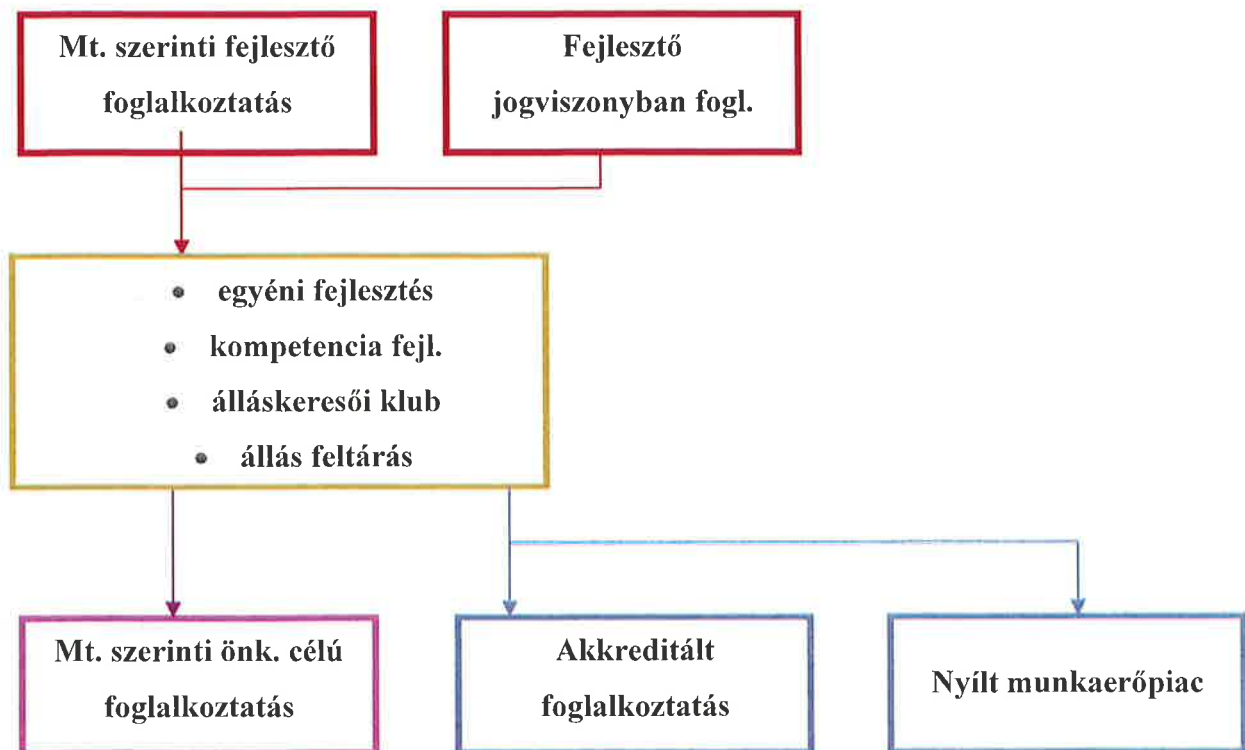 Mt. szerinti fejlesztő
foglalkoztatás
Fejlesztő
jogviszonyban fogl.
• egyéni fejlesztés
• kompetencia fejl.
• álláskeresői klub
• állás feltárás
Mt. szerinti önk. célú
foglalkoztatás
Akkreditált
foglalkoztatás
Nyílt munkaerőpiac